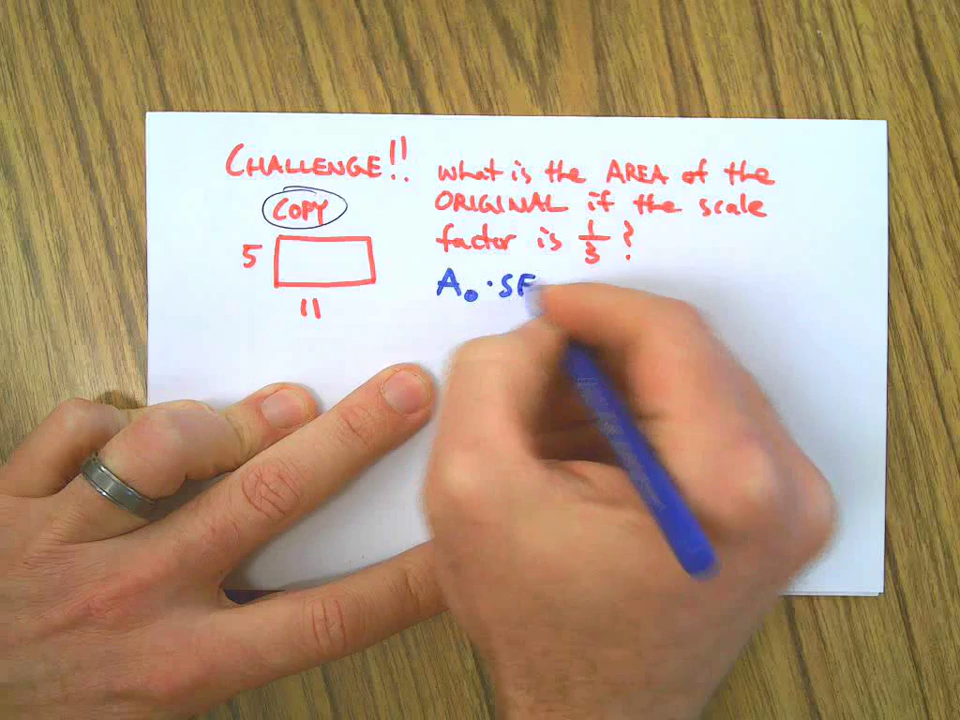 CHALLENGE!!
COPY
5
11
What is the AREA of the
ORIGINAL if the scale
factor is 1/3?
A₀ · SF